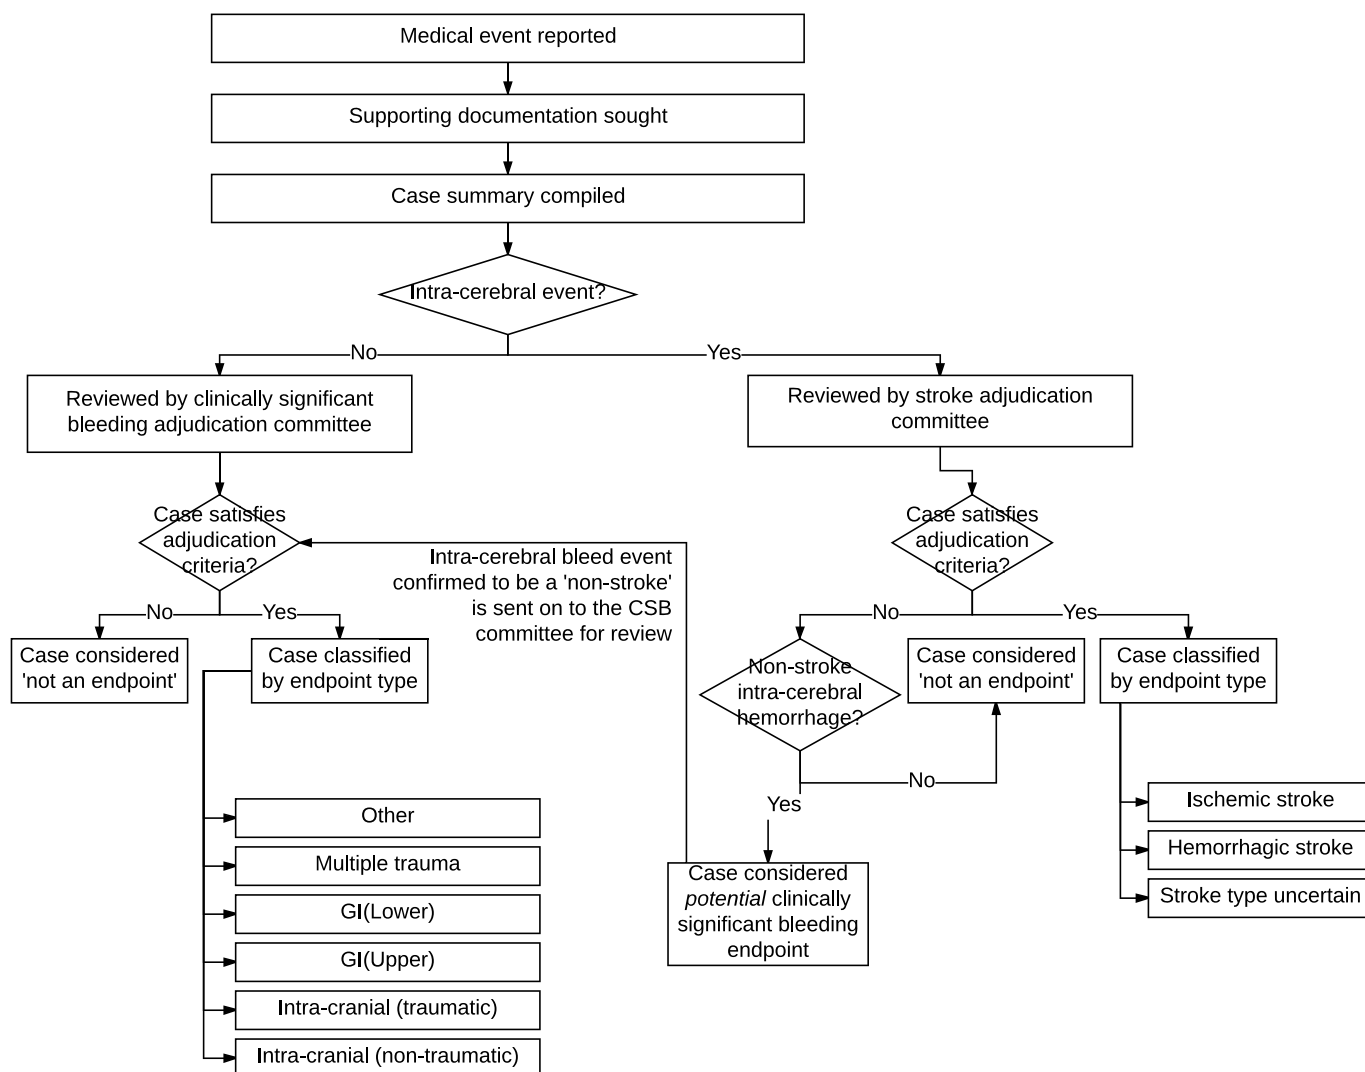 Medical event reported
Supporting documentation sought
Case summary compiled
Intra-cerebral event?
No
Yes
Reviewed by clinically significant
bleeding adjudication committee
Reviewed by stroke adjudication
committee
Case satisfies
adjudication
criteria?
Intra-cerebral bleed event
confirmed to be a 'non-stroke'
is sent on to the CSB
committee for review
Case satisfies
adjudication
criteria?
No
Yes
No
Yes
Case considered
'not an endpoint'
Case classified
by endpoint type
Non-stroke
intra-cerebral
hemorrhage?
Case considered
'not an endpoint'
Case classified
by endpoint type
No
Yes
Other
Multiple trauma
GI(Lower)
GI(Upper)
Intra-cranial (traumatic)
Intra-cranial (non-traumatic)
Case considered
potential clinically
significant bleeding
endpoint
Ischemic stroke
Hemorrhagic stroke
Stroke type uncertain